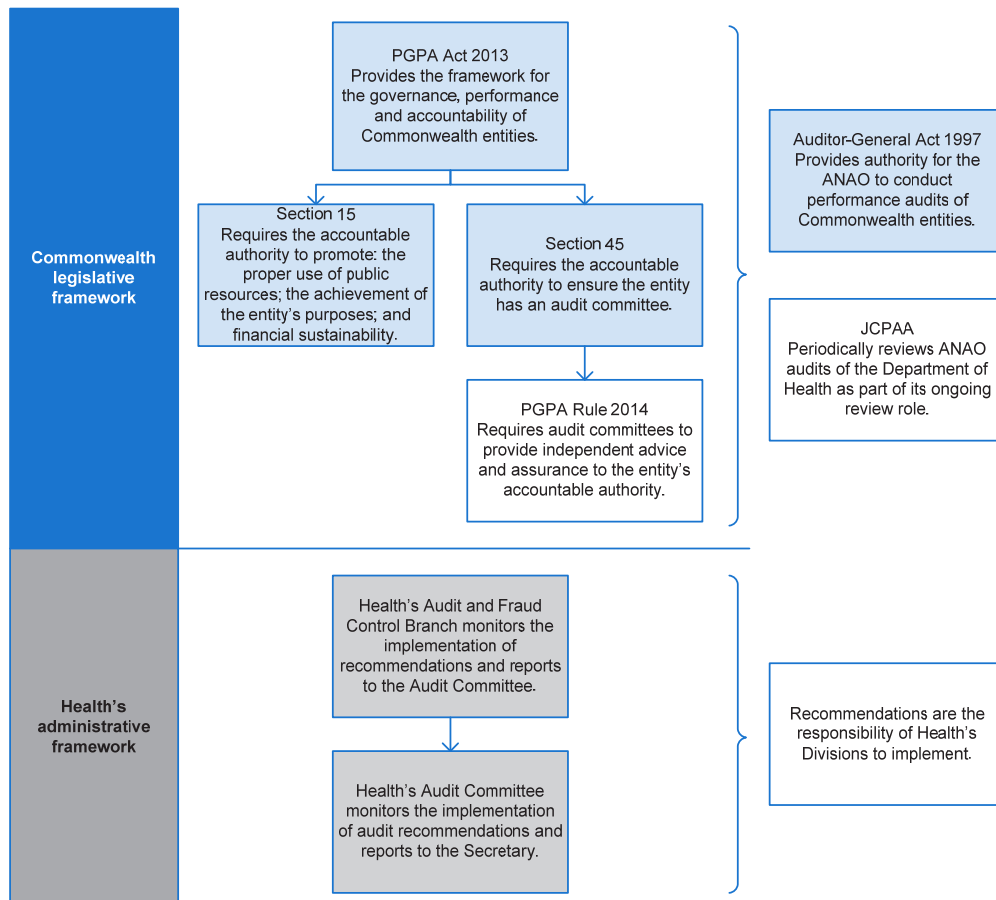 Commonwealth
legislative
framework
PGPA Act 2013
Provides the framework for
the governance, performance
and accountability of
Commonwealth entities.
Section 15
Requires the accountable
authority to promote: the
proper use of public
resources; the achievement of
the entity's purposes; and
financial sustainability.
Section 45
Requires the accountable
authority to ensure the entity
has an audit committee.
PGPA Rule 2014
Requires audit committees to
provide independent advice
and assurance to the entity's
accountable authority.
Auditor-General Act 1997
Provides authority for the
ANAO to conduct
performance audits of
Commonwealth entities.
JCPAA
Periodically reviews ANAO
audits of the Department of
Health as part of its ongoing
review role.
Health's
administrative
framework
Health's Audit and Fraud
Control Branch monitors the
implementation of
recommendations and reports
to the Audit Committee.
Health's Audit Committee
monitors the implementation
of audit recommendations and
reports to the Secretary.
Recommendations are the
responsibility of Health's
Divisions to implement.